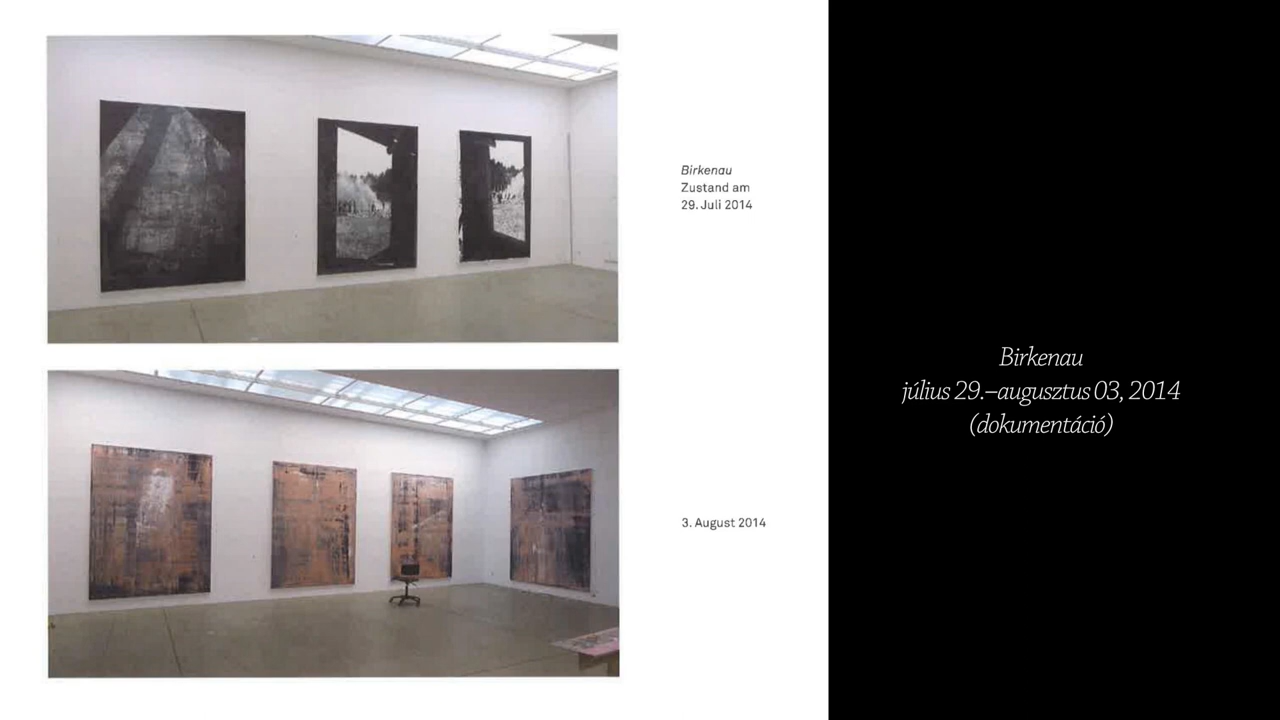 Birkenau
Zustand am
29. Juli 2014
3. August 2014
Birkenau
július 29.–augusztus 03, 2014
(dokumentáció)